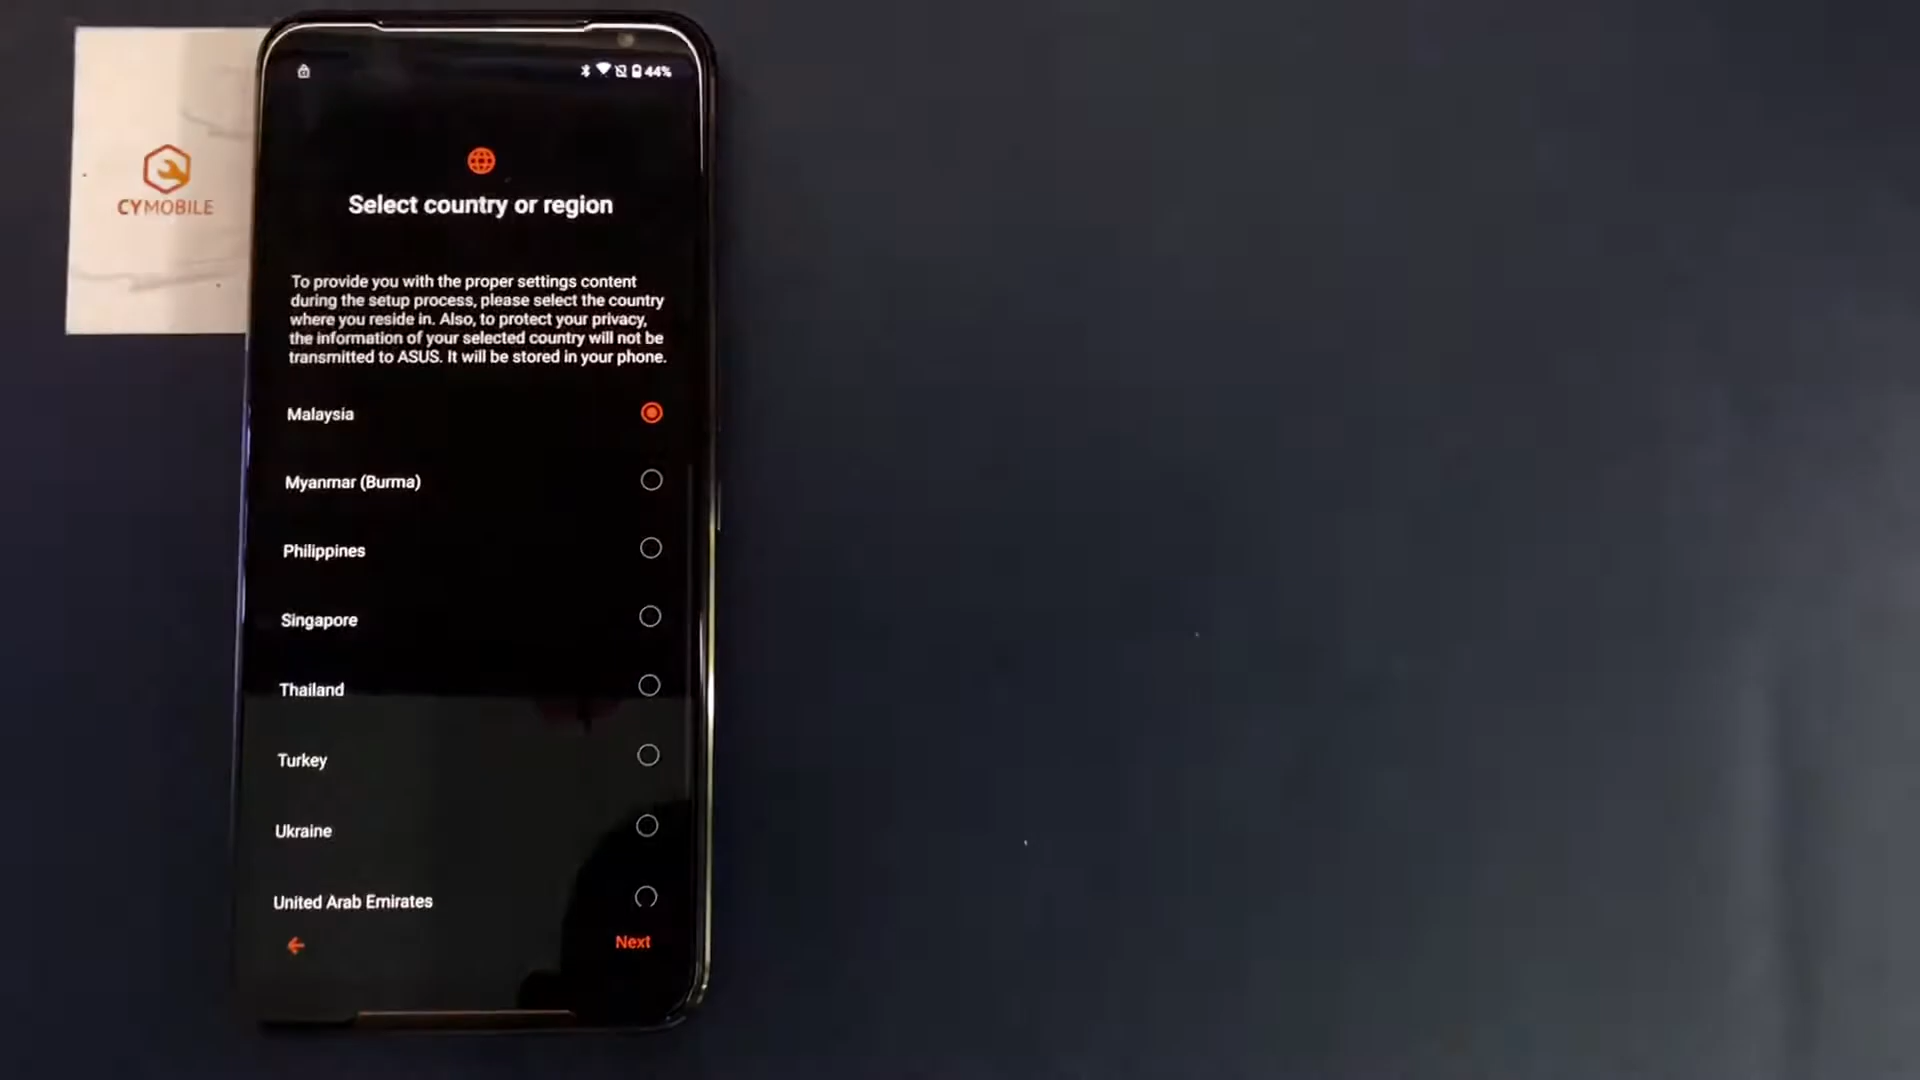 44%
CYMOBILE
Select country or region
To provide you with the proper settings content
during the setup process, please select the country
where you reside in. Also, to protect your privacy,
the information of your selected country will not be
transmitted to ASUS. It will be stored in your phone.
Malaysia
Myanmar (Burma)
Philippines
Singapore
Thailand
Turkey
Ukraine
United Arab Emirates
Next